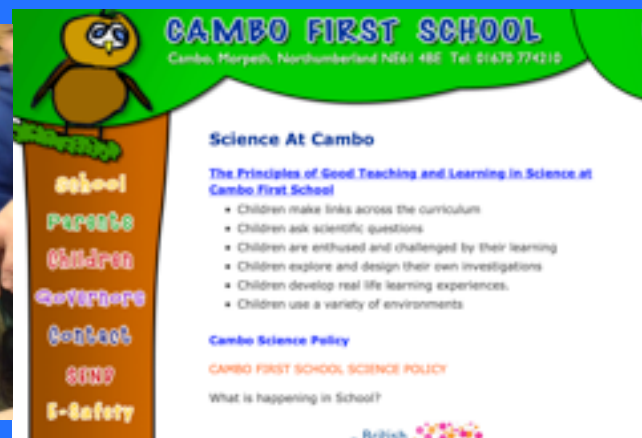 CAMBO FIRST SCHOOL
Cambo, Morpeth, Northumberland NE61 4BE Tel: 01670 774210
Science At Cambo
The Principles of Good Teaching and Learning in Science at
Cambo First School
Children make links across the curriculum
Children ask scientific questions
Children are enthused and challenged by their learning
Children explore and design their own investigations
Children develop real life learning experiences.
Children use a variety of environments
Cambo Science Policy
CAMBO FIRST SCHOOL SCIENCE POLICY
What is happening in School?
British
School
Parents
Children
Governors
Contact
SEND
E-Safety